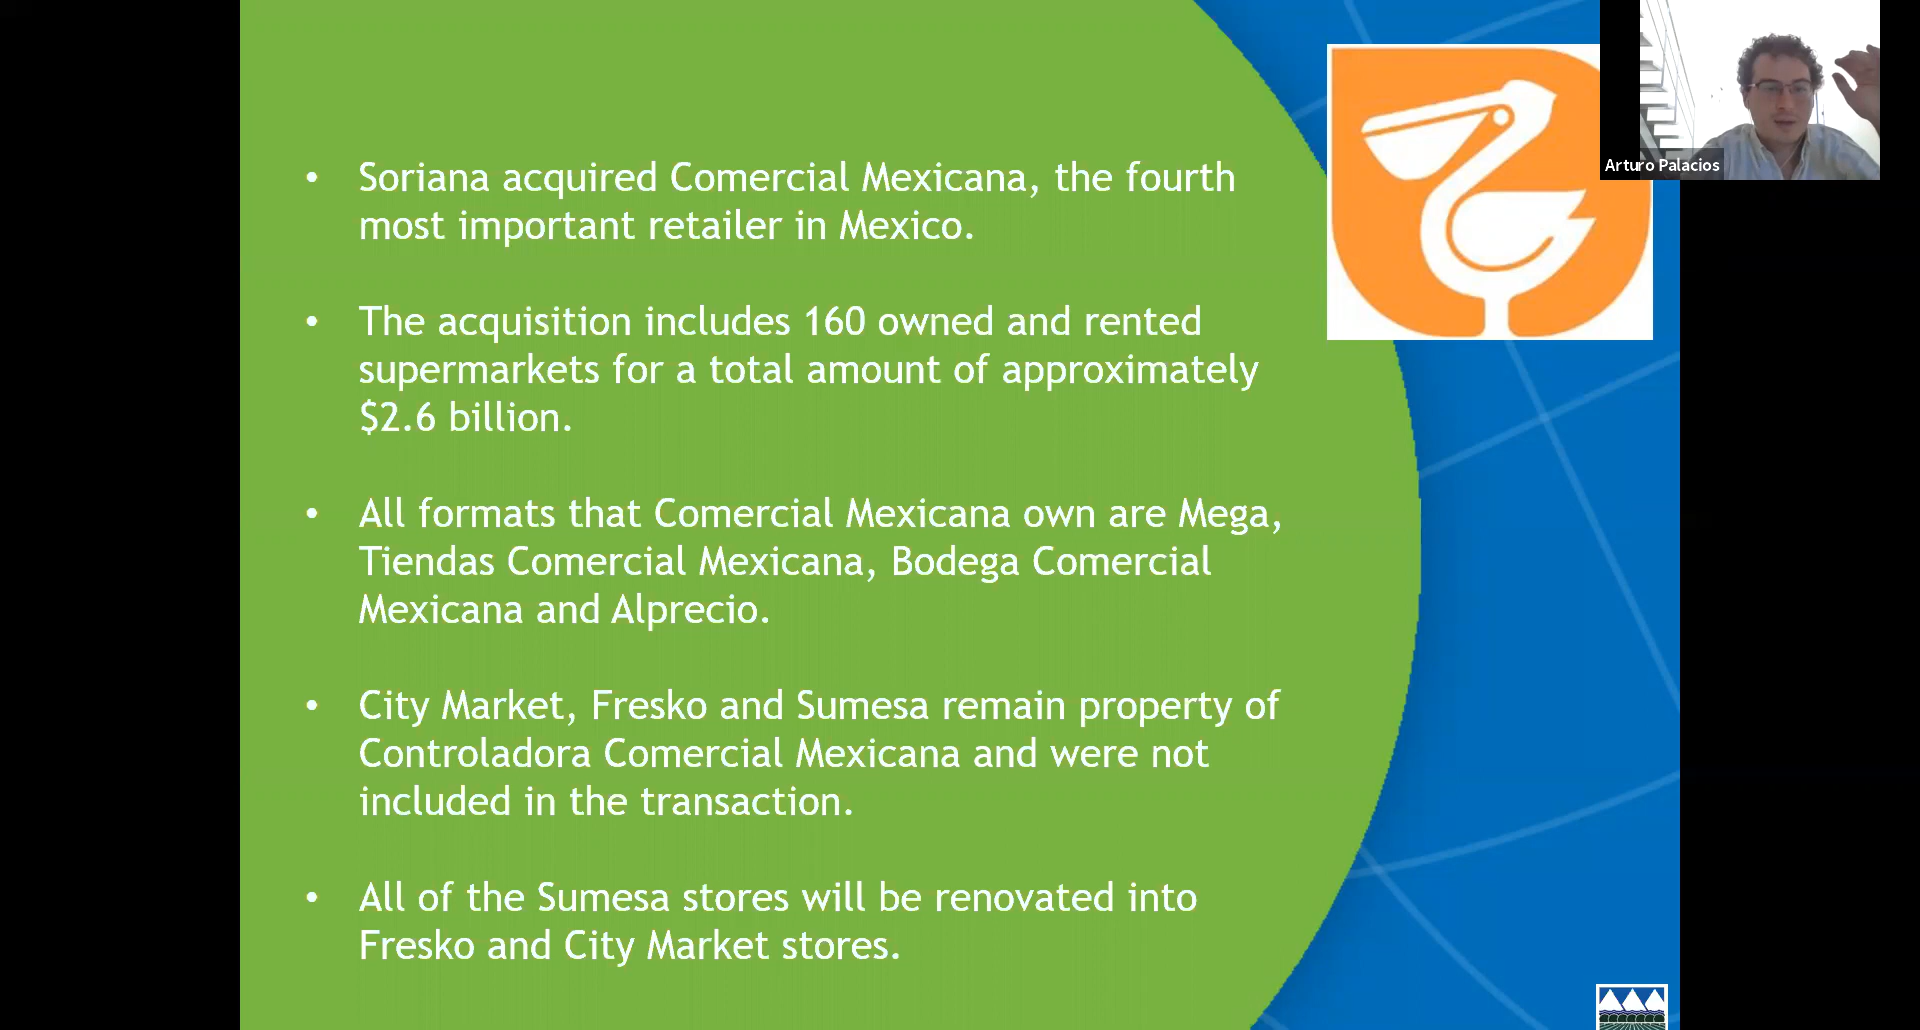 • Soriana acquired Comercial Mexicana, the fourth
most important retailer in Mexico.
• The acquisition includes 160 owned and rented
supermarkets for a total amount of approximately
$2.6 billion.
• All formats that Comercial Mexicana own are Mega,
Tiendas Comercial Mexicana, Bodega Comercial
Mexicana and Alprecio.
• City Market, Fresko and Sumesa remain property of
Controladora Comercial Mexicana and were not
included in the transaction.
• All of the Sumesa stores will be renovated into
Fresko and City Market stores.
Arturo Palacios